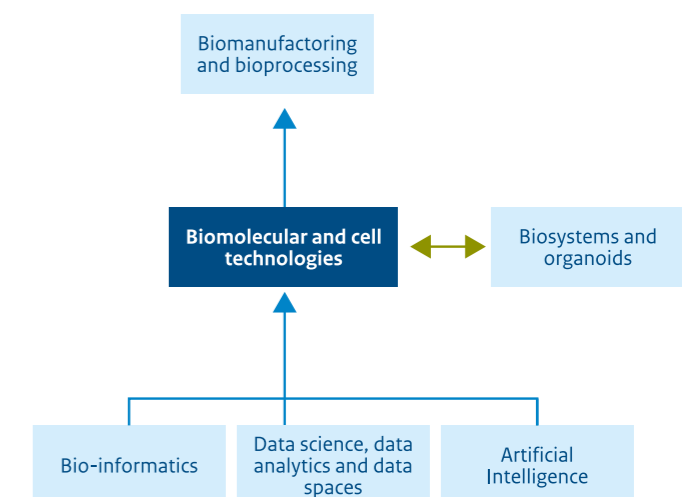 Biomanufactoring
and bioprocessing
Biomolecular and cell
technologies
Biosystems and
organoids
Bio-informatics
Data science, data
analytics and data
spaces
Artificial
Intelligence